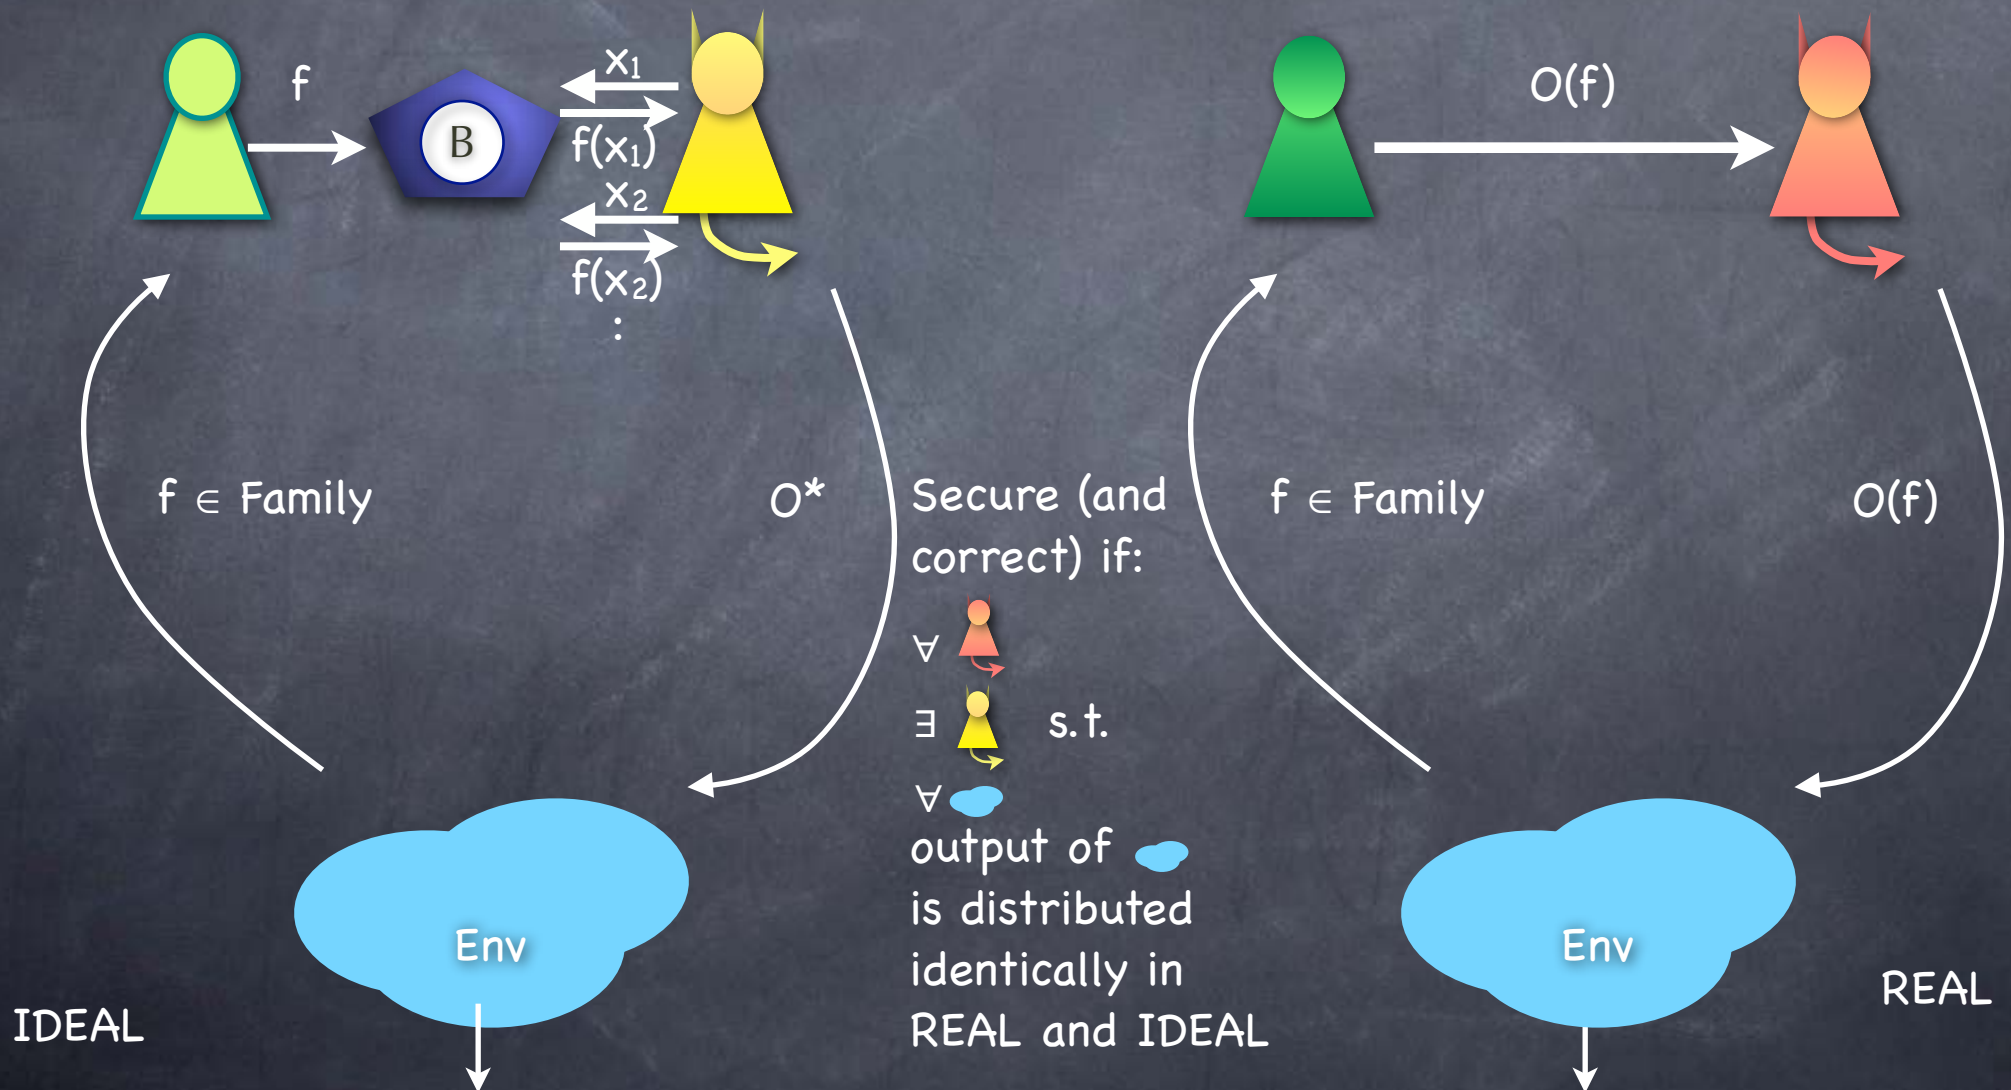 f
B
x₁
f(x₁)
x₂
f(x₂)
:
O(f)
f ∈ Family
O*
Secure (and
correct) if:
∀
∃ s.t.
∀
output of
is distributed
identically in
REAL and IDEAL
f ∈ Family
O(f)
Env
Env
IDEAL
REAL